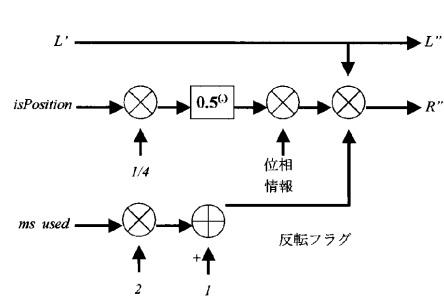 L' L"
isPosition 0.5(.) R"
1/4 位相
情報
ms used
反転フラグ
+
2 1